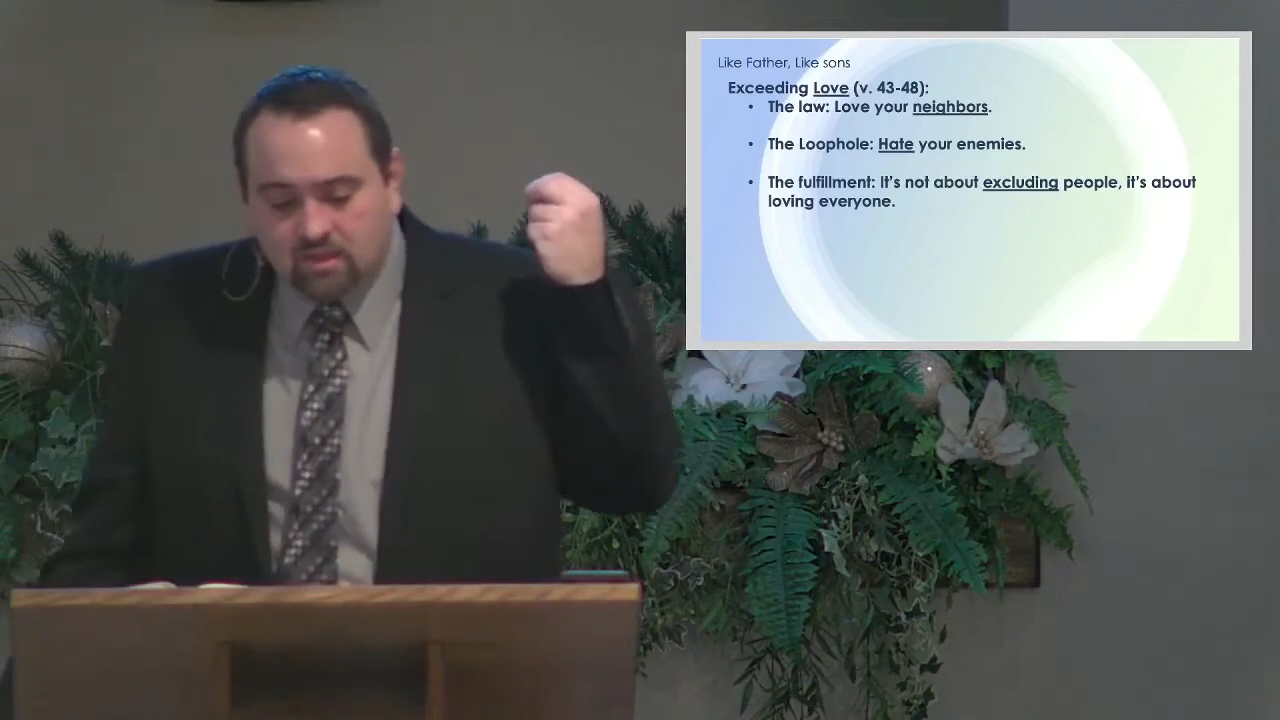 Like Father, Like sons
Exceeding Love (v. 43-48):
• The law: Love your neighbors.
• The Loophole: Hate your enemies.
• The fulfillment: It's not about excluding people, it's about
loving everyone.